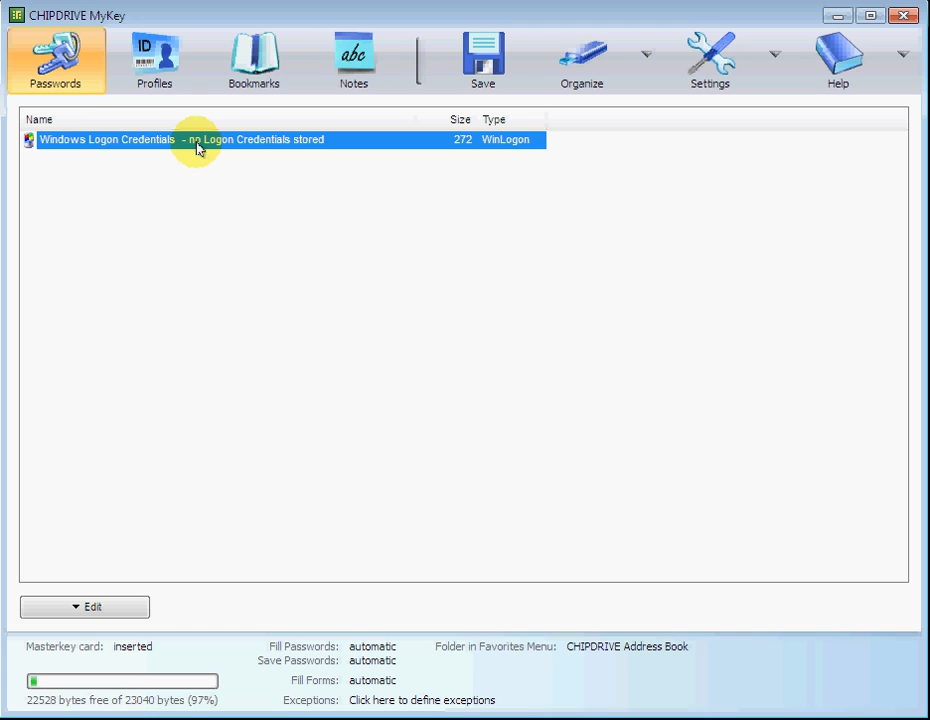 CHIPDRIVE MyKey
Passwords
ID
Profiles
Bookmarks
abc
Notes
Save
Organize
Settings
Help
Name Size Type
Windows Logon Credentials - no Logon Credentials stored 272 WinLogon
Edit
Masterkey card: inserted
22528 bytes free of 23040 bytes (97%)
Fill Passwords: automatic
Save Passwords: automatic
Fill Forms: automatic
Exceptions: Click here to define exceptions
Folder in Favorites Menu: CHIPDRIVE Address Book